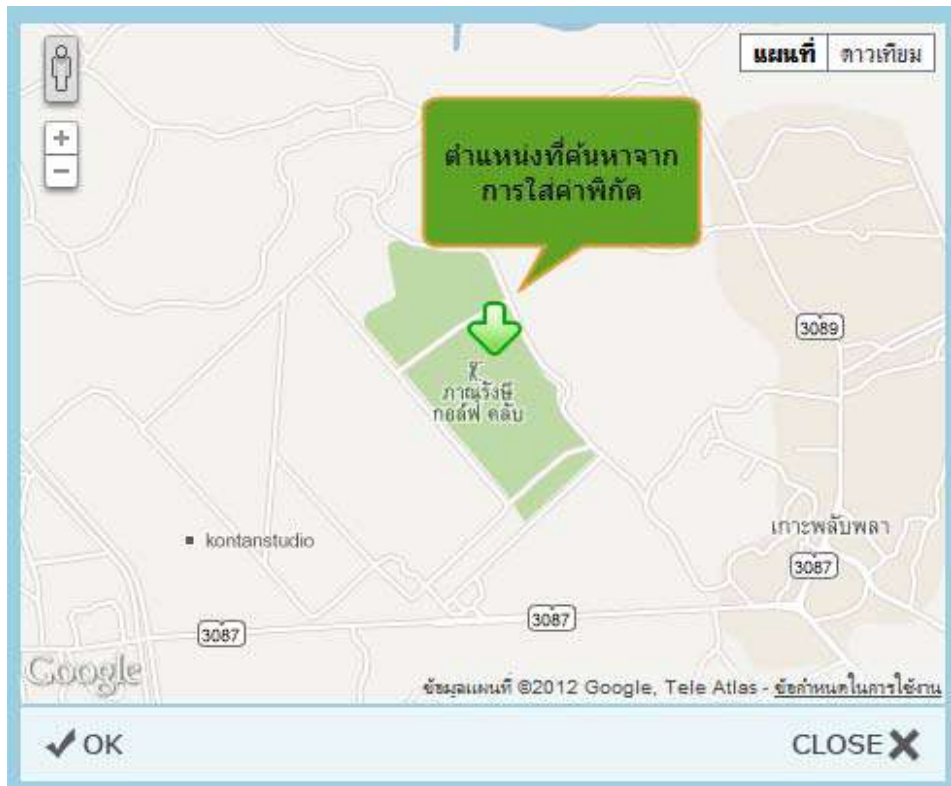 แผนที่ ดาวเทียม
ตำแหน่งที่ค้นหาจาก
การใส่ค่าพิกัด
3089
ภาณุรังษี
กอล์ฟ คลับ
เกาะพลับพลา
kontanstudio
3087
3087
3087
Google
ข้อมูลแผนที่ ©2012 Google, Tele Atlas - ข้อกำหนดในการใช้งาน
OK CLOSE